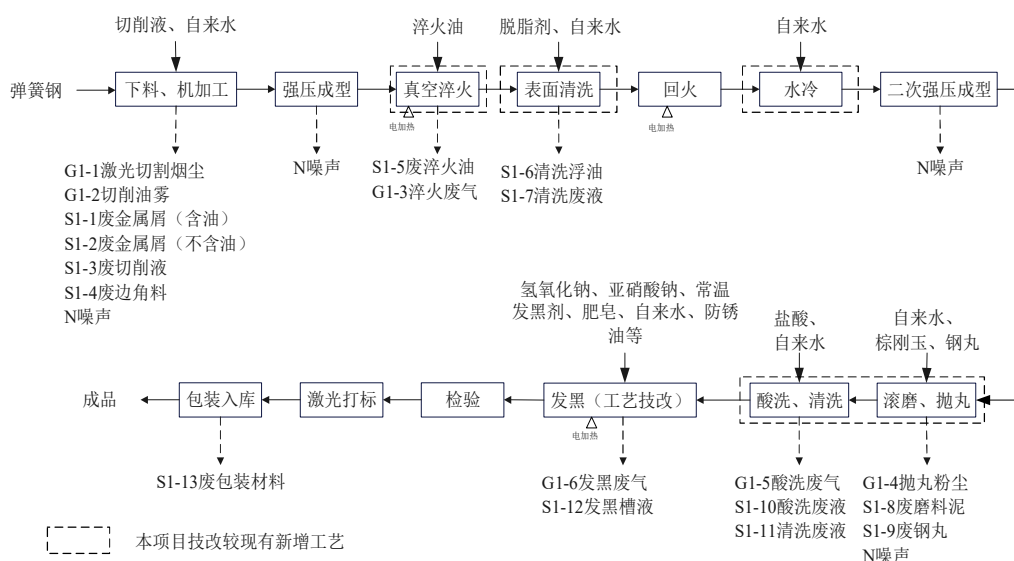 切削液、自来水
淬火油
脱脂剂、自来水
自来水
弹簧钢
下料、机加工
强压成型
真空淬火
表面清洗
回火
水冷
二次强压成型
电加热
电加热
G1-1激光切割烟尘
G1-2切削油雾
S1-1废金属屑（含油）
S1-2废金属屑（不含油）
S1-3废切削液
S1-4废边角料
N噪声
N噪声
S1-5废淬火油
G1-3淬火废气
S1-6清洗浮油
S1-7清洗废液
N噪声
氢氧化钠、亚硝酸钠、常温
发黑剂、肥皂、自来水、防锈
油等
盐酸、
自来水
自来水、
棕刚玉、钢丸
成品
包装入库
激光打标
检验
发黑（工艺技改）
酸洗、清洗
滚磨、抛丸
电加热
S1-13废包装材料
G1-6发黑废气
S1-12发黑槽液
G1-5酸洗废气
S1-10酸洗废液
S1-11清洗废液
G1-4抛丸粉尘
S1-8废磨料泥
S1-9废钢丸
N噪声
本项目技改较现有新增工艺